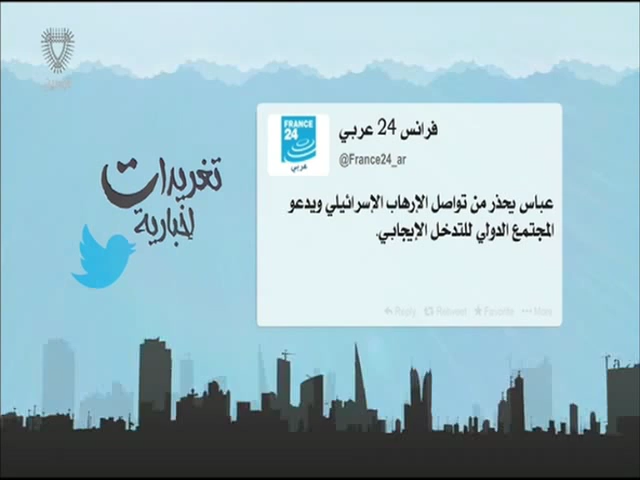 تغريدات
إخبارية
FRANCE
24
عربي
فرانس 24 عربي
@France24_ar
عباس يحذر من تواصل الإرهاب الإسرائيلي ويدعو
المجتمع الدولي للتدخل الإيجابي.
Reply Retweet Favorite More